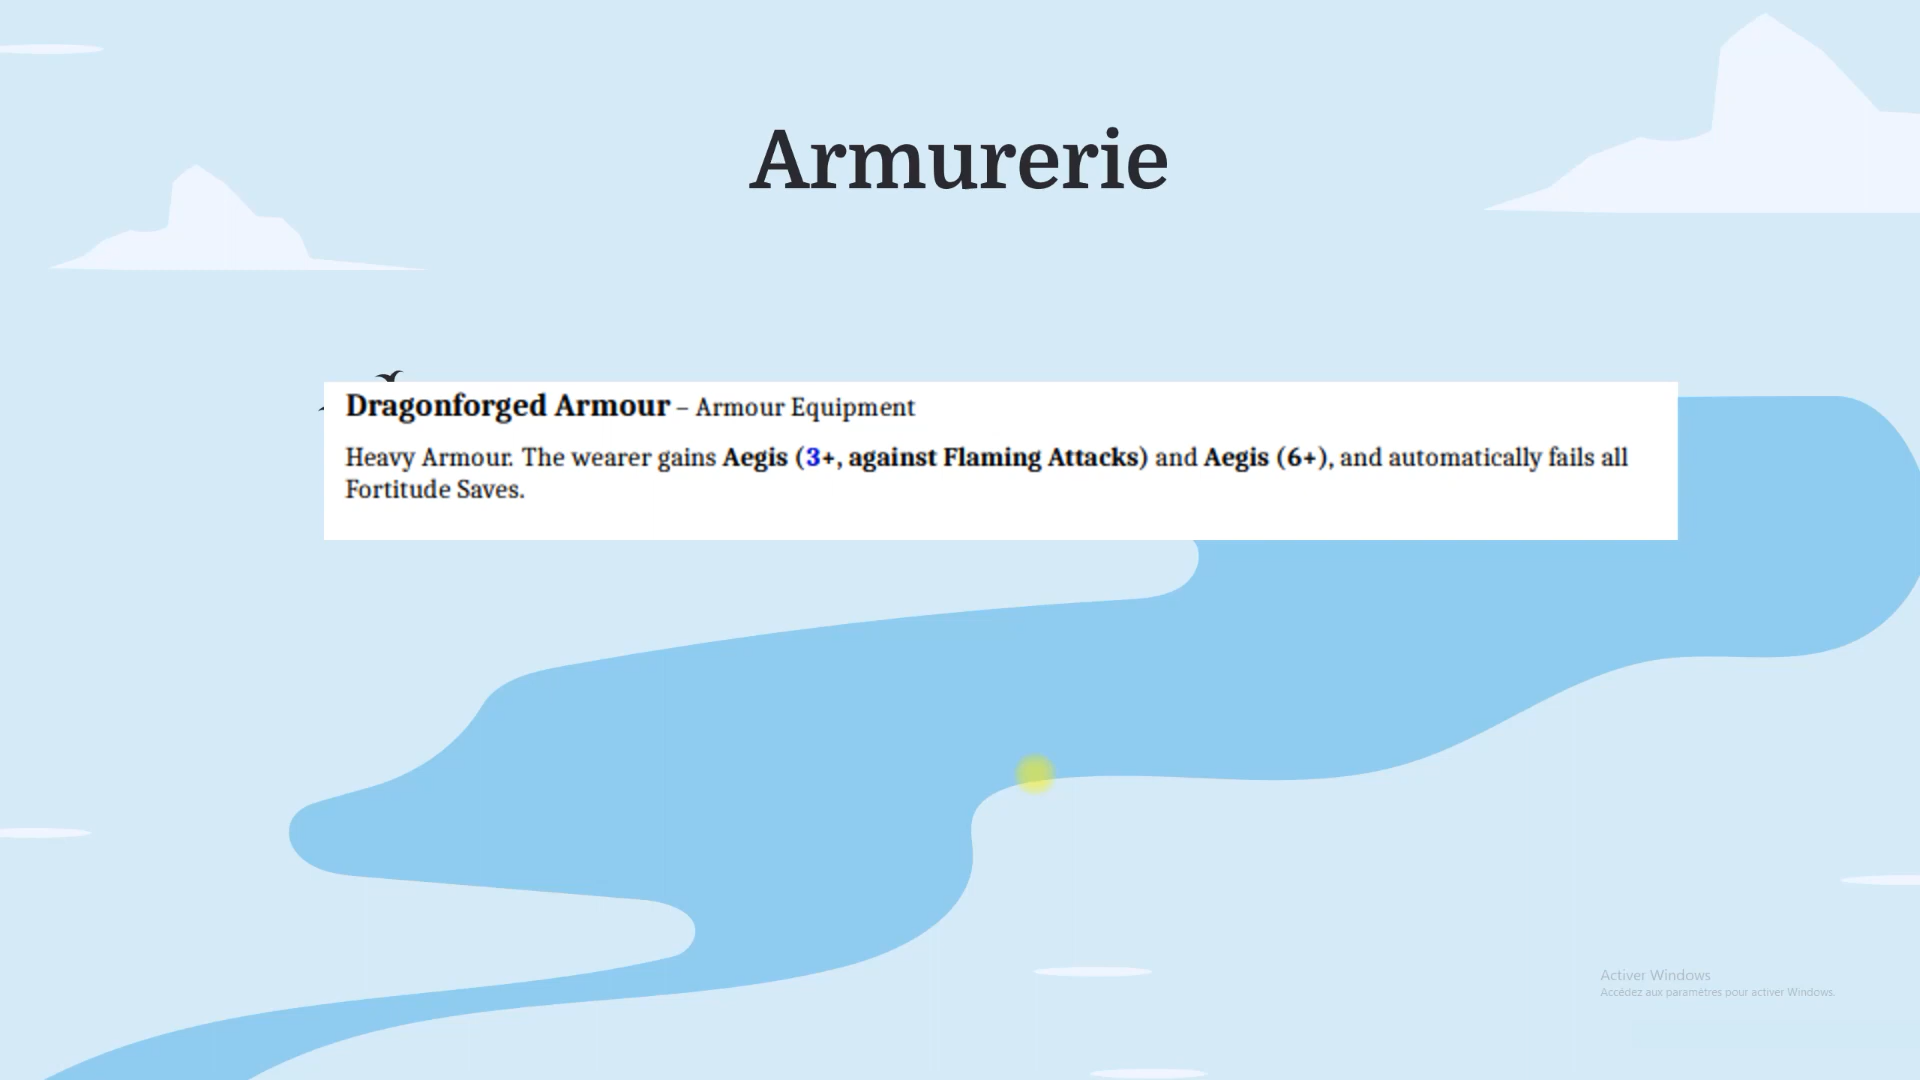 Armurerie
Dragonforged Armour – Armour Equipment
Heavy Armour. The wearer gains Aegis (3+, against Flaming Attacks) and Aegis (6+), and automatically fails all
Fortitude Saves.
Activer Windows
Accédez aux paramètres pour activer Windows.